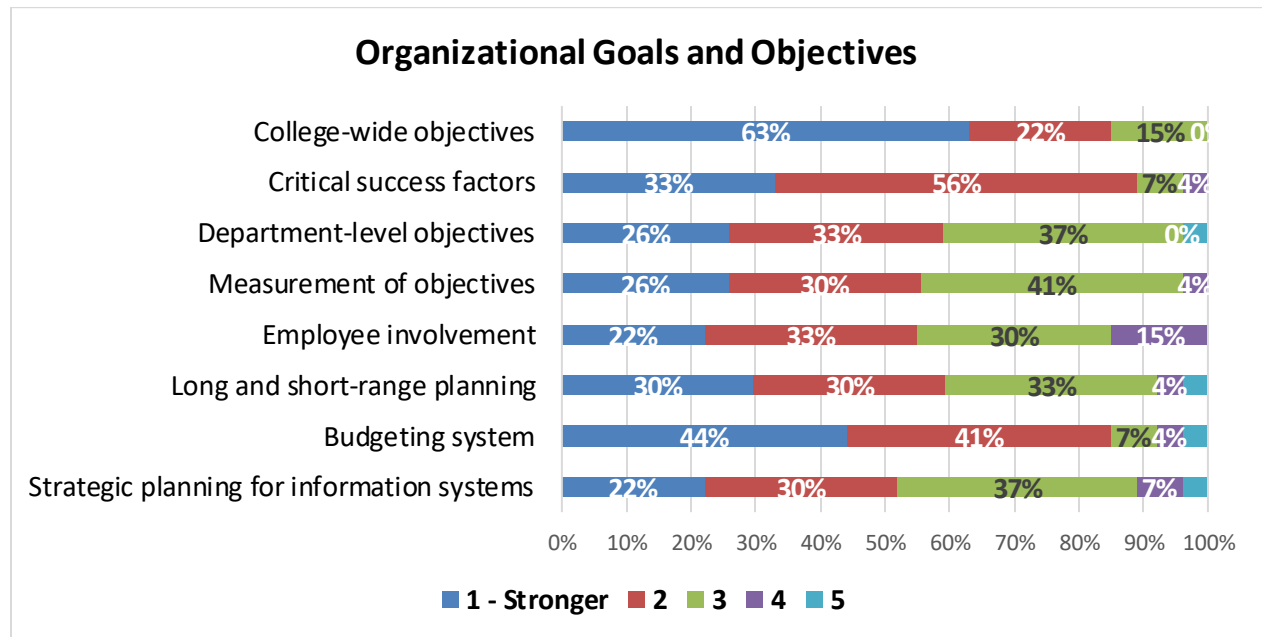 Organizational Goals and Objectives
College-wide objectives 63% 22% 15% 0%
Critical success factors 33% 56% 7% 4%
Department-level objectives 26% 33% 37% 0%
Measurement of objectives 26% 30% 41% 4%
Employee involvement 22% 33% 30% 15%
Long and short-range planning 30% 30% 33% 4%
Budgeting system 44% 41% 7% 4%
Strategic planning for information systems 22% 30% 37% 7%
0% 10% 20% 30% 40% 50% 60% 70% 80% 90% 100%
1 - Stronger 2 3 4 5